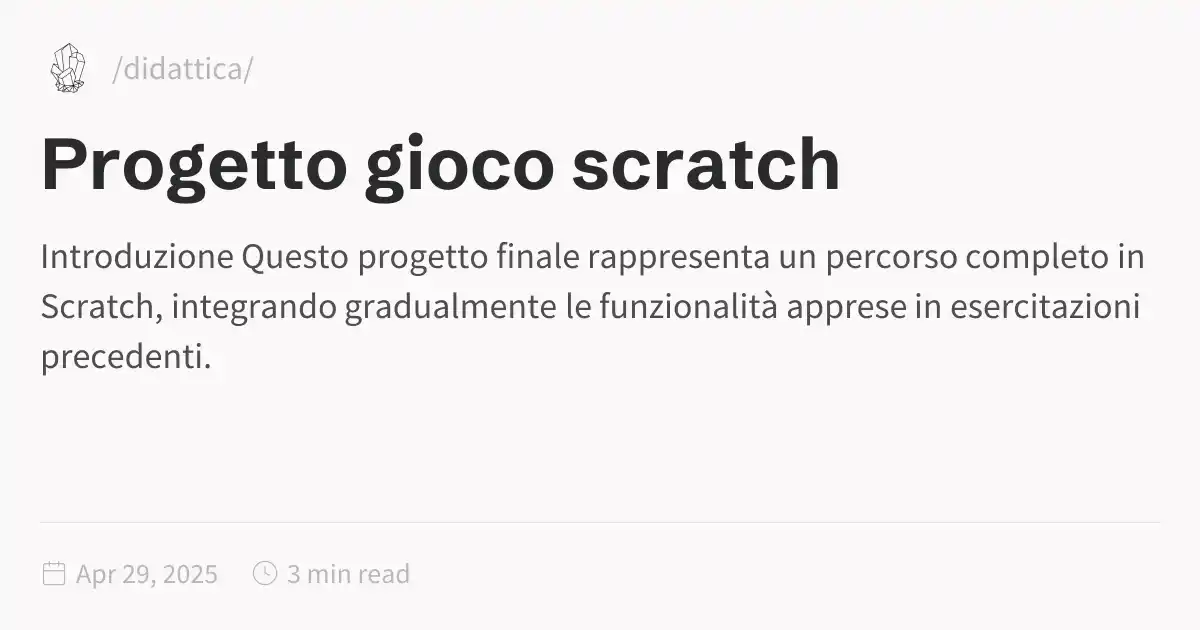 /didattica/
Progetto gioco scratch
Introduzione Questo progetto finale rappresenta un percorso completo in
Scratch, integrando gradualmente le funzionalità apprese in esercitazioni
precedenti.
Apr 29, 2025 3 min read